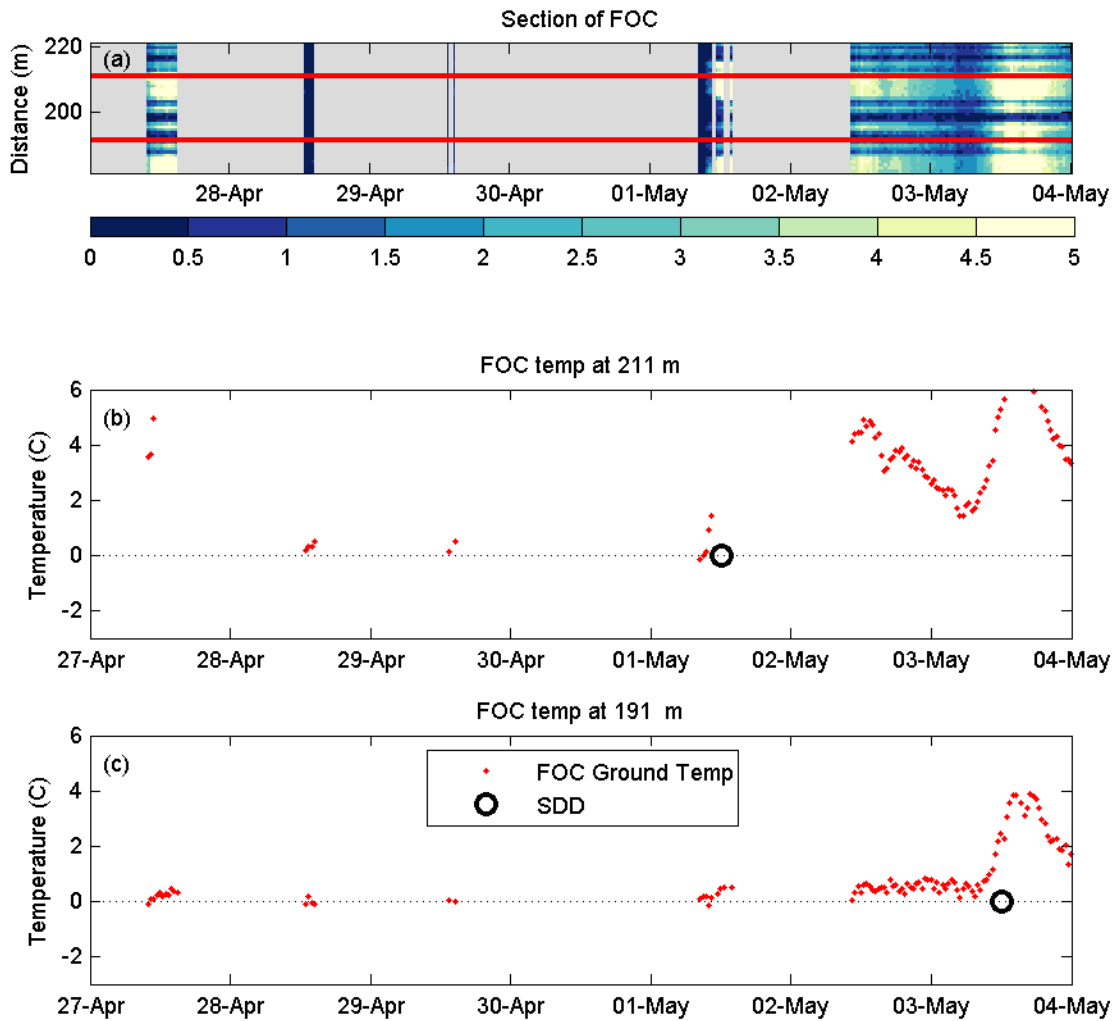 Section of FOC
(a)
Distance (m)
220
200
28-Apr 29-Apr 30-Apr 01-May 02-May 03-May 04-May
0 0.5 1 1.5 2 2.5 3 3.5 4 4.5 5
FOC temp at 211 m
(b)
Temperature (C)
6
4
2
0
-2
27-Apr 28-Apr 29-Apr 30-Apr 01-May 02-May 03-May 04-May
FOC temp at 191 m
(c)
Temperature (C)
6
4
2
0
-2
FOC Ground Temp
SDD
27-Apr 28-Apr 29-Apr 30-Apr 01-May 02-May 03-May 04-May